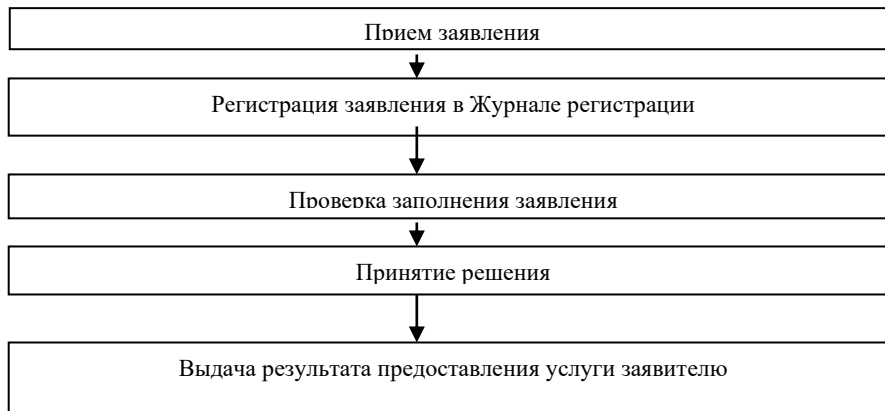 Прием заявления
Регистрация заявления в Журнале регистрации
Проверка заполнения заявления
Принятие решения
Выдача результата предоставления услуги заявителю